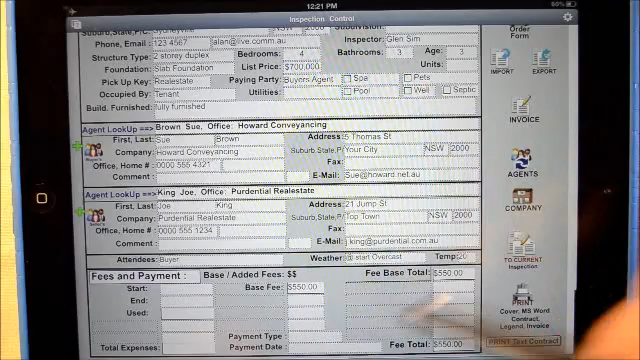 12:21 PM
60%
Inspection Control
Suburb,St,P/C Sydneyville Subdivision:
Order Form
Phone, Email: 123 4567 alan@live.comm.au Inspector: Glen Sim
Structure Type: 2 storey duplex Bedrooms: 4 Bathrooms: 3 Age: 3
Foundation: Slab Foundation List Price: $700,000 Units:
IMPORT EXPORT
Pick Up Key: Realestate Paying Party: Buyers Agent Spa Pets
Occupied By: Tenant Utilities: Pool Well Septic
Build. Furnished: fully furnished
INVOICE
Agent LookUp ==> Brown Sue, Office: Howard Conveyancing
First, Last: Sue Brown Address: 5 Thomas St
Company: Howard Conveyancing Suburb,State,P/ Your City NSW 2000
Office, Home # : 0000 555 4321 Fax:
Comment : E-Mail: Sue@howard.net.au
AGENTS
Agent LookUp ==> King Joe, Office: Purdential Realestate
First, Last: Joe King Address: 21 Jump St
Company: Purdential Realestate Suburb,State,P/ Top Town NSW 2000
Office, Home # : 0000 555 1234 Fax:
Comment : E-Mail: j.king@purdential.com.au
COMPANY
Attendees: Buyer Weather: @ start Overcast Temp: 20
TO CURRENT Inspection
Fees and Payment : Base / Added Fees: $$ Fee Base Total: $550.00
Start: Base Fee: $550.00
End:
Used:
PRINT
Cover, MS Word Contract, Legend, Invoice
Payment Type:
Total Expenses: Payment Date : Fee Total: $550.00
PRINT Text Contract